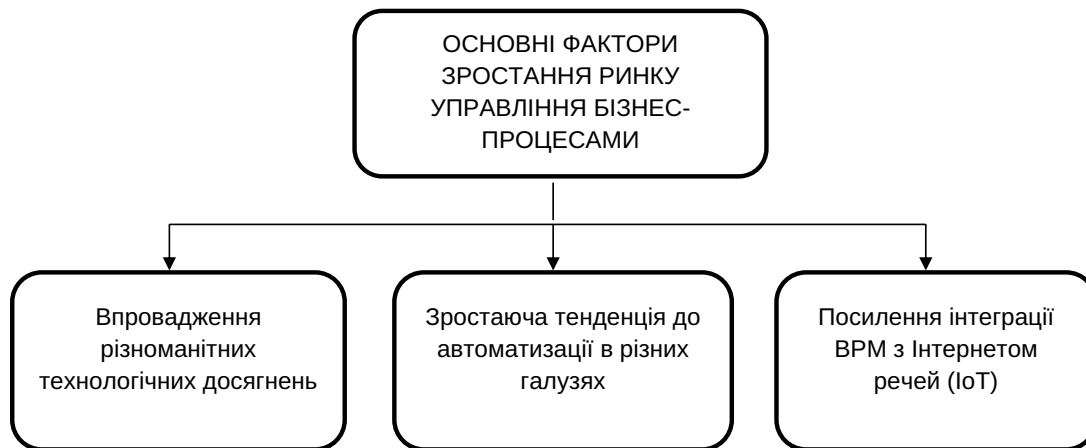 ОСНОВНІ ФАКТОРИ
ЗРОСТАННЯ РИНКУ
УПРАВЛІННЯ БІЗНЕС-
ПРОЦЕСАМИ
Впровадження
різноманітних
технологічних досягнень
Зростаюча тенденція до
автоматизації в різних
галузях
Посилення інтеграції
BPM з Інтернетом
речей (IoT)